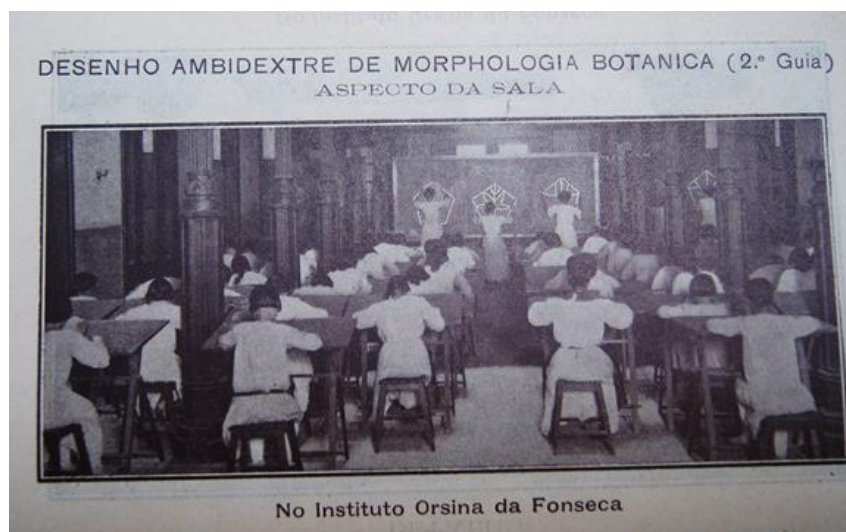 DESENHO AMBIDEXTRE DE MORPHOLOGIA BOTANICA (2.º Guia)
ASPECTO DA SALA
No Instituto Orsina da Fonseca